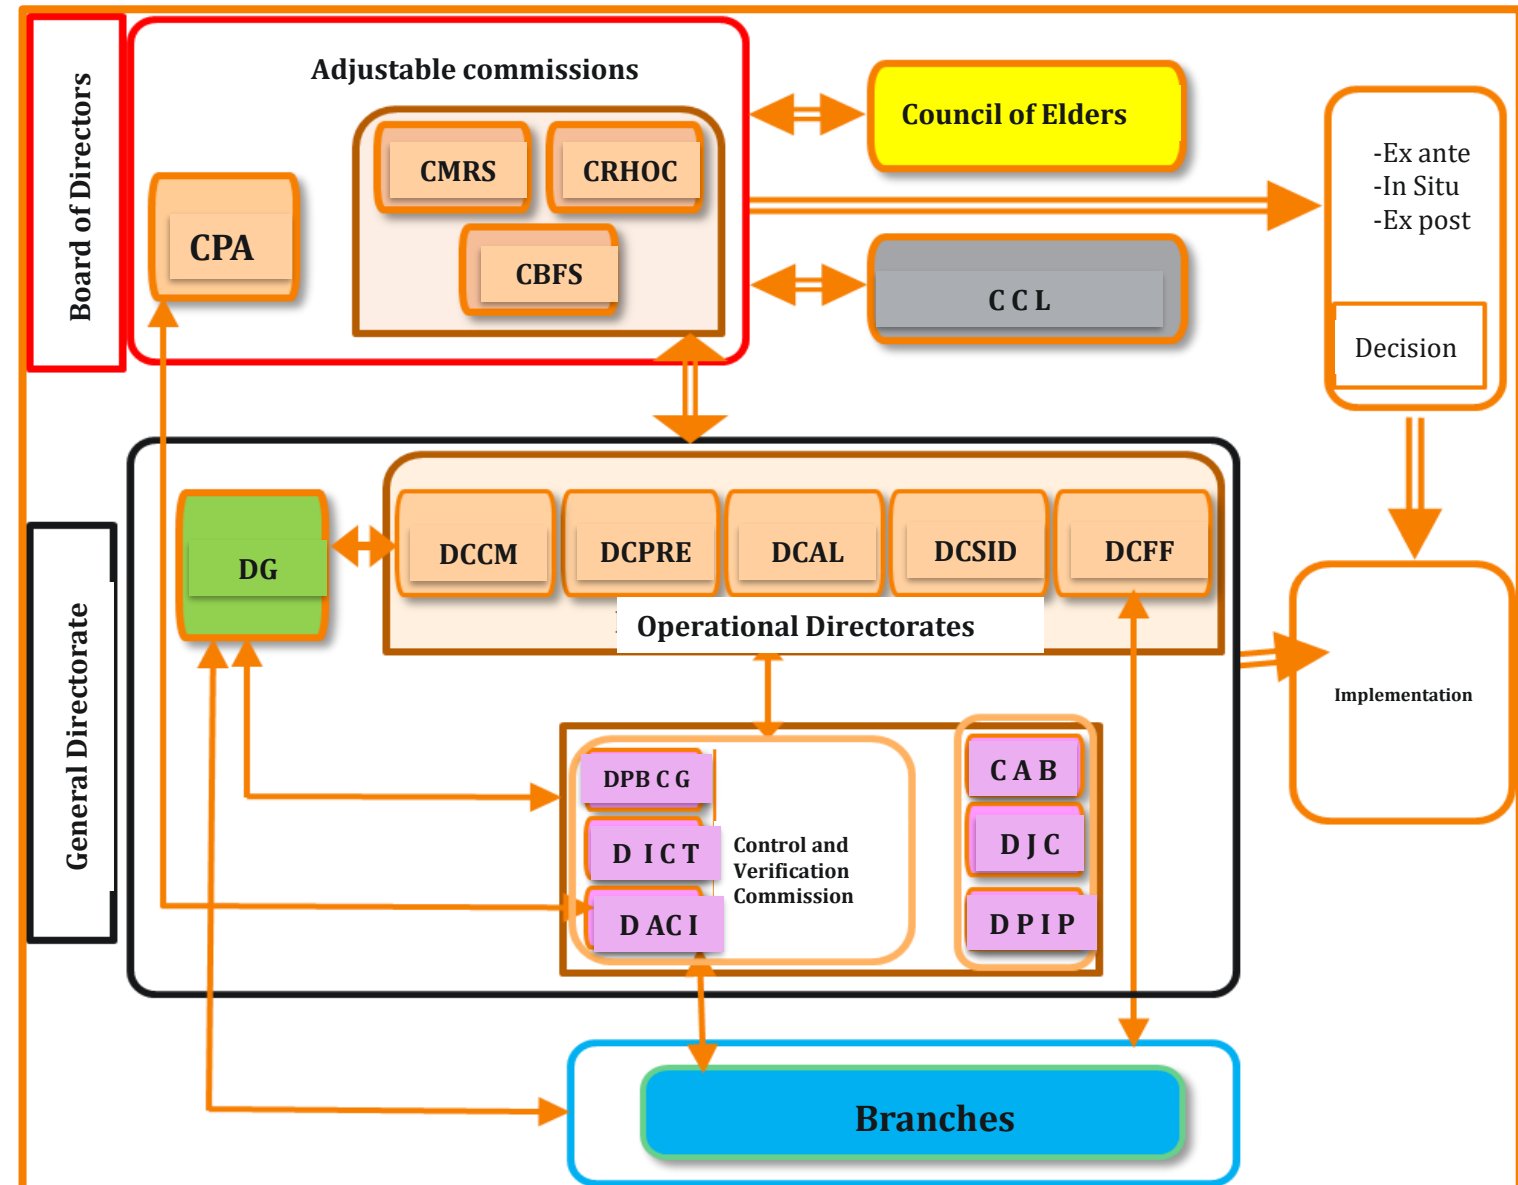 Board of Directors
Adjustable commissions
CPA
CMRS
CRHOC
CBFS
Council of Elders
C C L
-Ex ante
-In Situ
-Ex post
Decision
General Directorate
DG
DCCM
DCPRE
DCAL
DCSID
DCFF
Operational Directorates
Implementation
DPB C G
D I C T
D AC I
Control and
Verification
Commission
C A B
D J C
D P I P
Branches